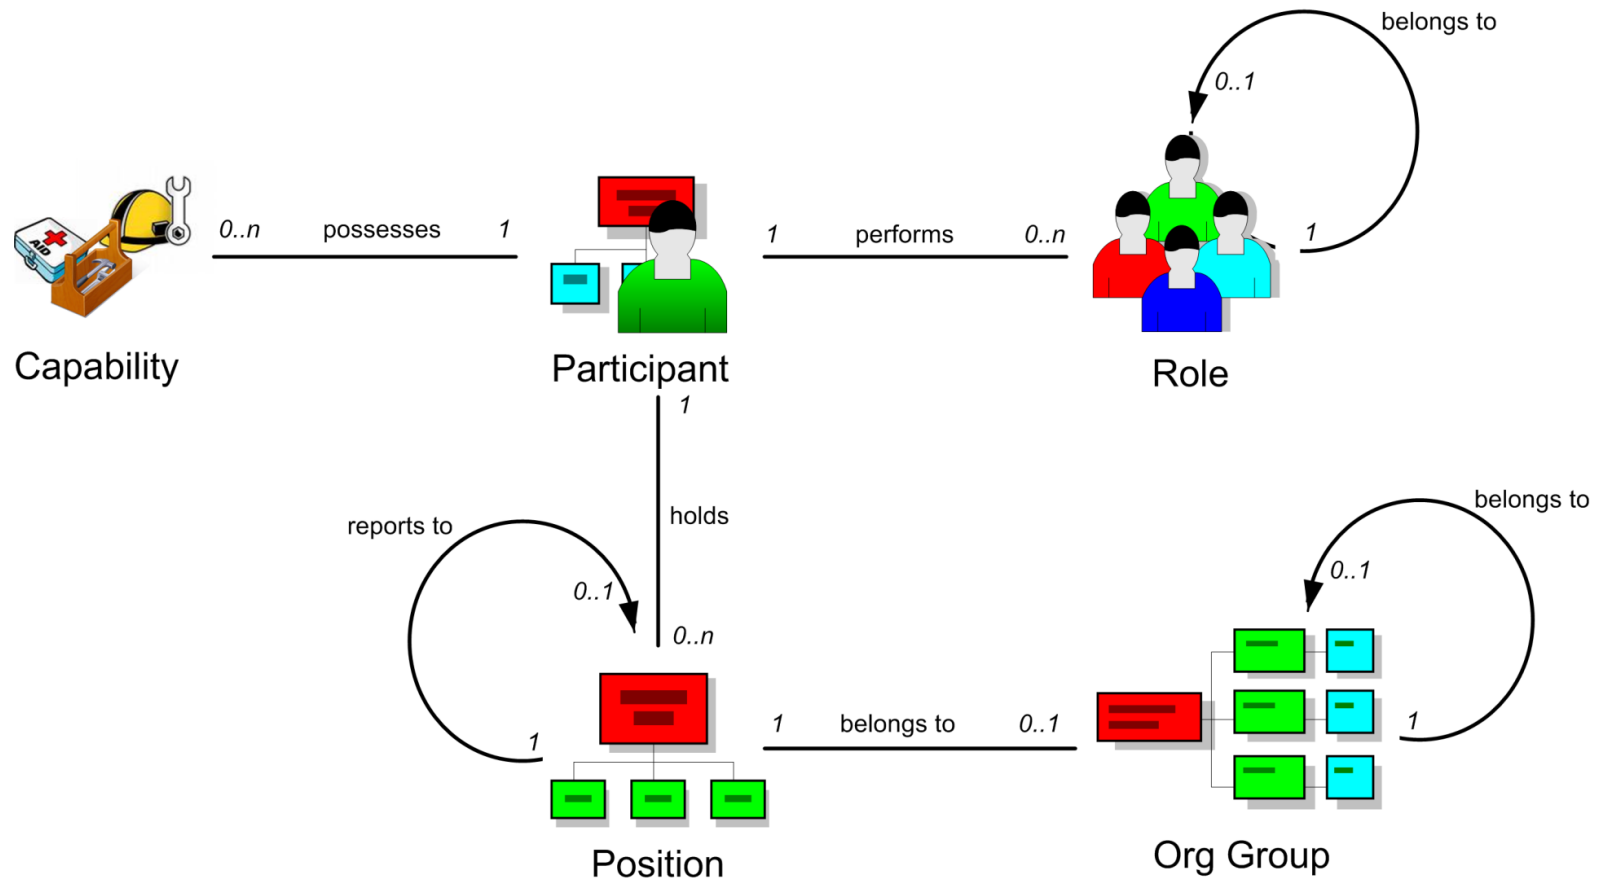 belongs to
0..1
0..n possesses 1
1 performs 0..n
1
AID
Capability
Participant
Role
1
holds
reports to
0..1
0..n
belongs to
0..1
1
1 belongs to 0..1
1
Position
Org Group